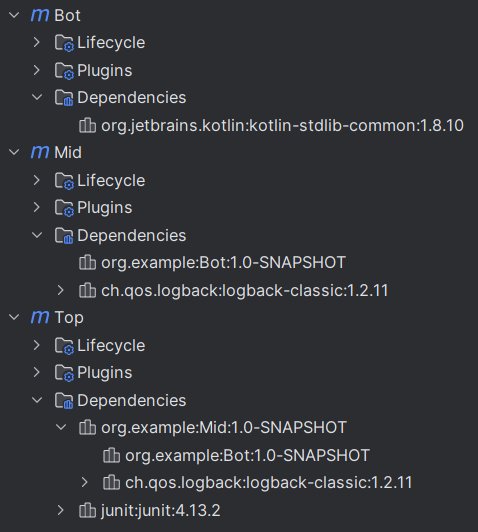 m Bot
Lifecycle
Plugins
Dependencies
org.jetbrains.kotlin:kotlin-stdlib-common:1.8.10
m Mid
Lifecycle
Plugins
Dependencies
org.example:Bot:1.0-SNAPSHOT
ch.qos.logback:logback-classic:1.2.11
m Top
Lifecycle
Plugins
Dependencies
org.example:Mid:1.0-SNAPSHOT
org.example:Bot:1.0-SNAPSHOT
ch.qos.logback:logback-classic:1.2.11
junit:junit:4.13.2